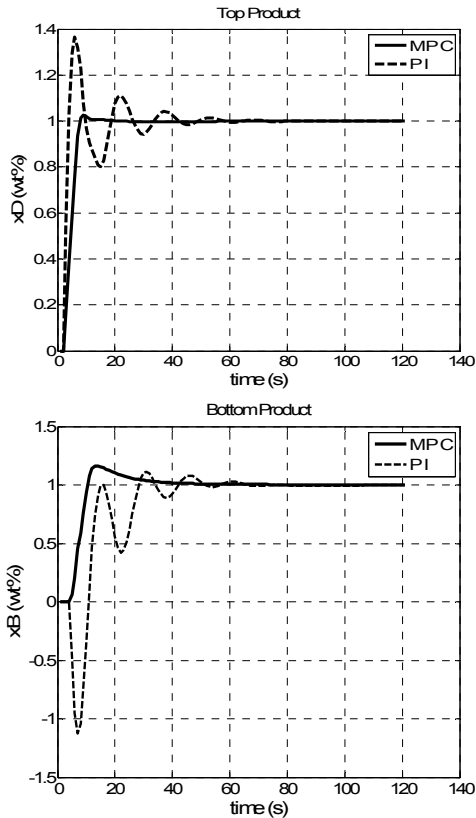 Top Product
1.4
1.2
1
0.8
0.6
0.4
0.2
0
xD (wt%)
MPC
PI
0 20 40 60 80 100 120 140
time (s)
Bottom Product
1.5
1
0.5
0
-0.5
-1
-1.5
xB (wt%)
MPC
PI
0 20 40 60 80 100 120 140
time (s)